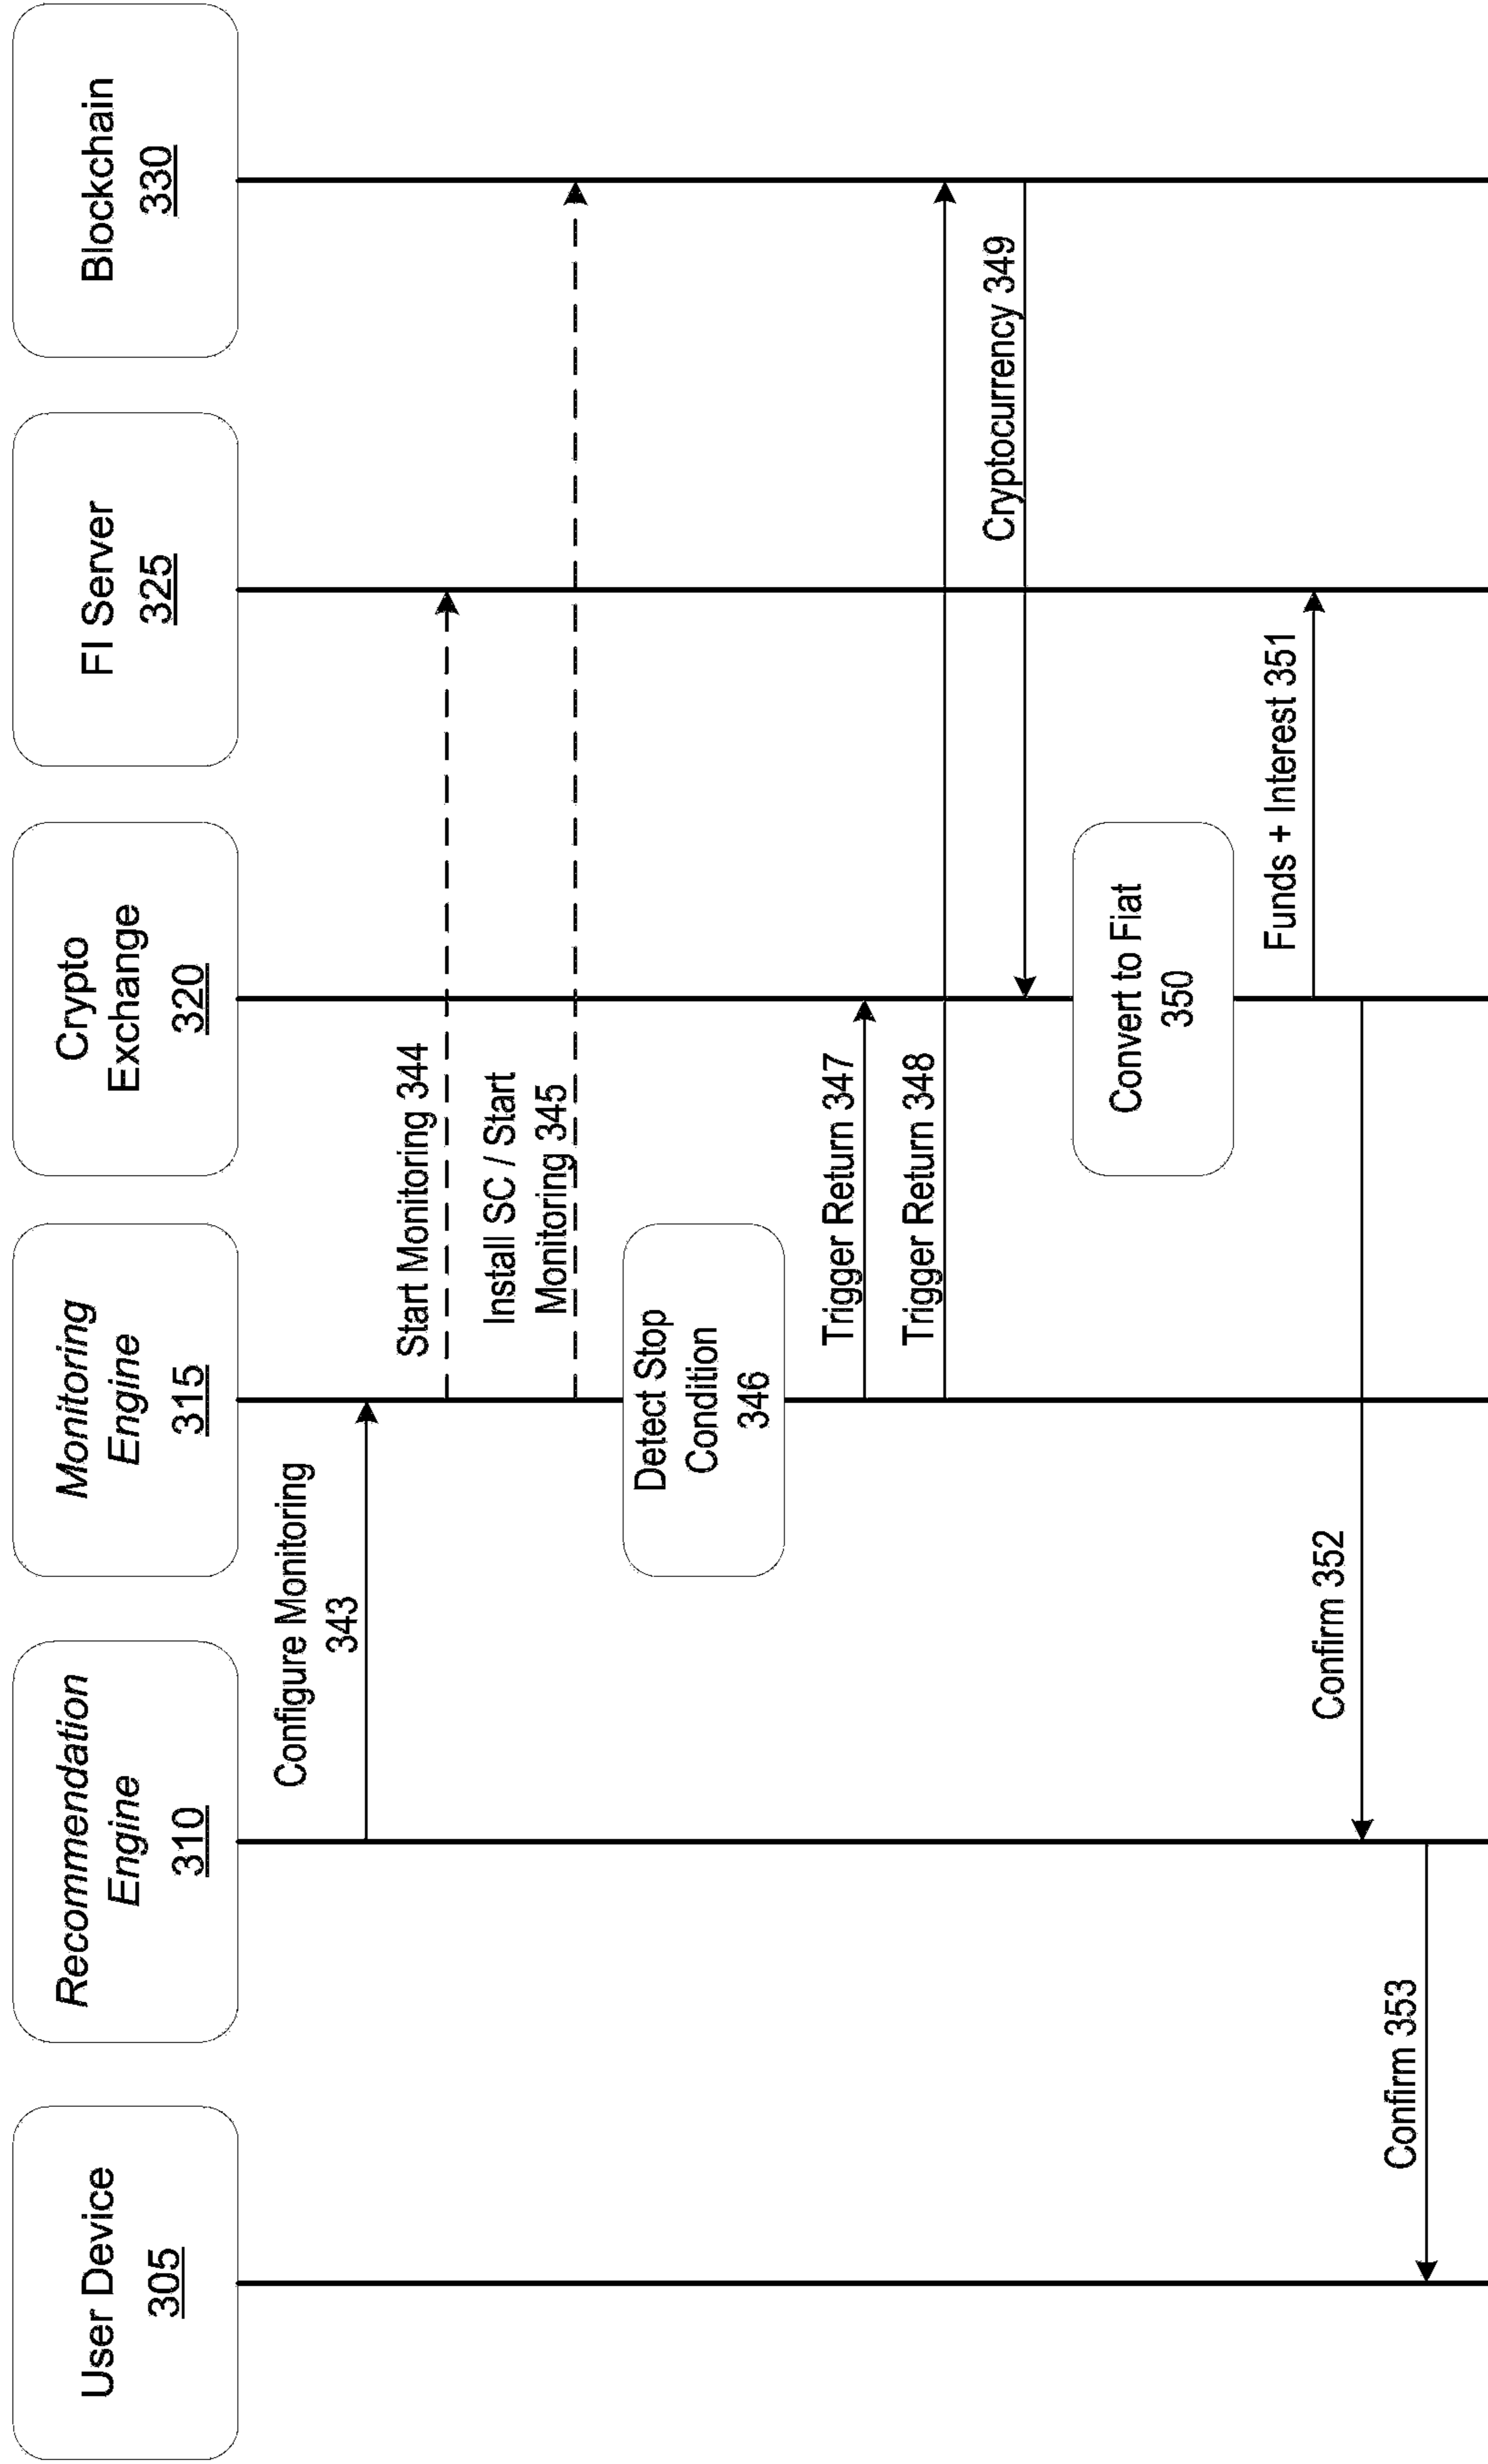 User Device
305
Recommendation
Engine
310
Monitoring
Engine
315
Crypto
Exchange
320
FI Server
325
Blockchain
330
Configure Monitoring
343
Start Monitoring 344
Install SC / Start
Monitoring 345
Detect Stop
Condition
346
Trigger Return 347
Trigger Return 348
Cryptocurrency 349
Convert to Fiat
350
Funds + Interest 351
Confirm 352
Confirm 353